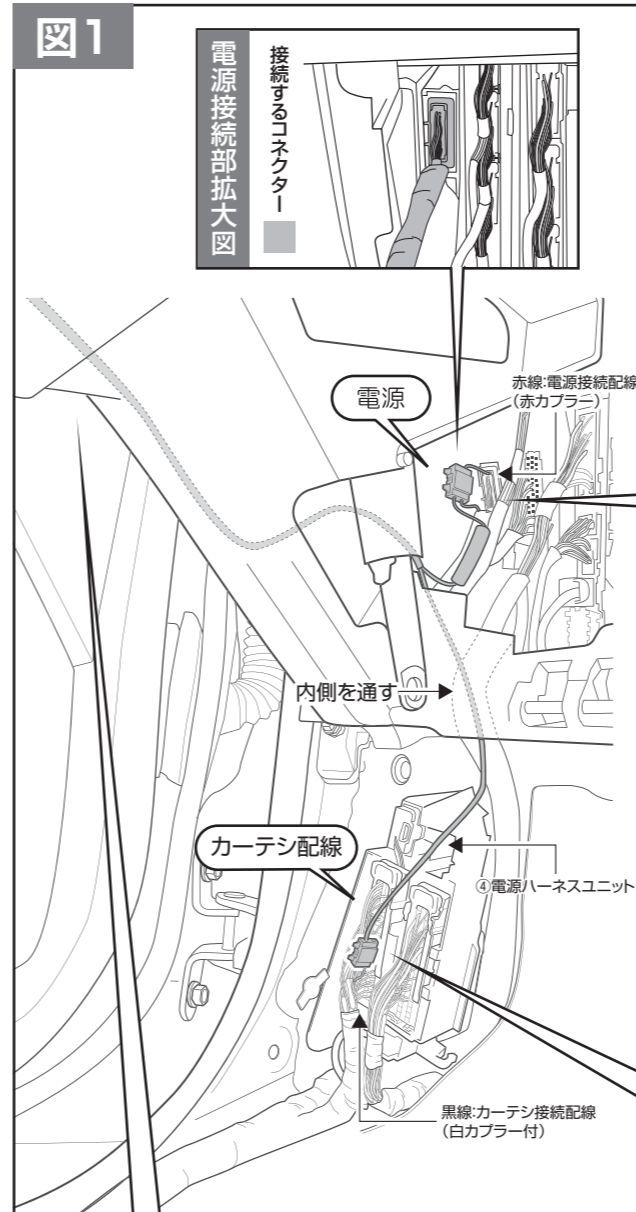 図1
電源接続部拡大図
接続するコネクター
電源
赤線:電源接続配線
(赤カプラー)
内側を通す
カーテシ配線
④電源ハーネスユニット
黒線:カーテシ接続配線
(白カプラー付)